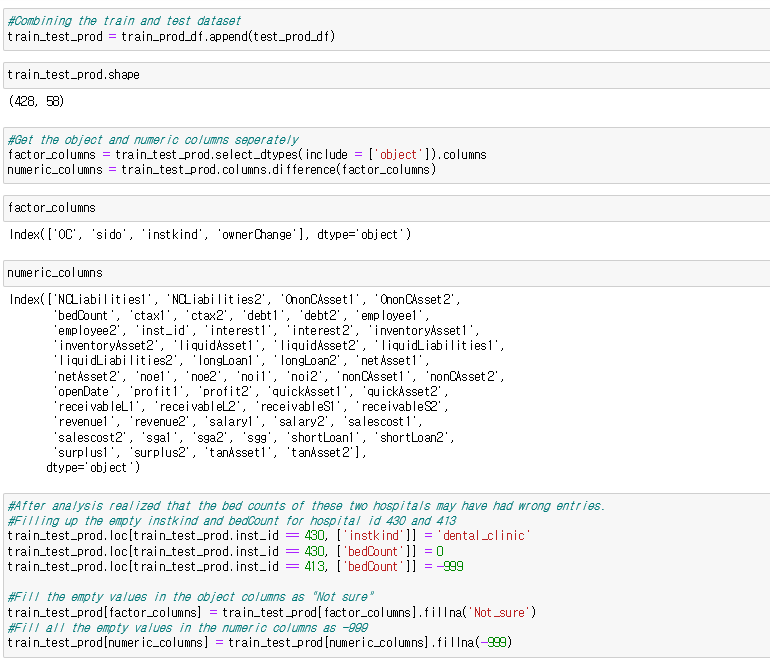 #Combining the train and test dataset
train_test_prod = train_prod_df.append(test_prod_df)
train_test_prod.shape
(428, 58)
#Get the object and numeric columns seperately
factor_columns = train_test_prod.select_dtypes(include = ['object']).columns
numeric_columns = train_test_prod.columns.difference(factor_columns)
factor_columns
Index(['OC', 'sido', 'instkind', 'ownerChange'], dtype='object')
numeric_columns
Index(['NCLiabilities1', 'NCLiabilities2', 'OnonCAsset1', 'OnonCAsset2',
'bedCount', 'ctax1', 'ctax2', 'debt1', 'debt2', 'employee1',
'employee2', 'inst_id', 'interest1', 'interest2', 'inventoryAsset1',
'inventoryAsset2', 'liquidAsset1', 'liquidAsset2', 'liquidLiabilities1',
'liquidLiabilities2', 'longLoan1', 'longLoan2', 'netAsset1',
'netAsset2', 'noe1', 'noe2', 'noi1', 'noi2', 'nonCAsset1', 'nonCAsset2',
'openDate', 'profit1', 'profit2', 'quickAsset1', 'quickAsset2',
'receivableL1', 'receivableL2', 'receivableS1', 'receivableS2',
'revenue1', 'revenue2', 'salary1', 'salary2', 'salescost1',
'salescost2', 'sga1', 'sga2', 'sgg', 'shortLoan1', 'shortLoan2',
'surplus1', 'surplus2', 'tanAsset1', 'tanAsset2'],
dtype='object')
#After analysis realized that the bed counts of these two hospitals may have had wrong entries.
#Filling up the empty instkind and bedCount for hospital id 430 and 413
train_test_prod.loc[train_test_prod.inst_id == 430, ['instkind']] = 'dental_clinic'
train_test_prod.loc[train_test_prod.inst_id == 430, ['bedCount']] = 0
train_test_prod.loc[train_test_prod.inst_id == 413, ['bedCount']] = -999
#Fill the empty values in the object columns as "Not sure"
train_test_prod[factor_columns] = train_test_prod[factor_columns].fillna('Not_sure')
#Fill all the empty values in the numeric columns as -999
train_test_prod[numeric_columns] = train_test_prod[numeric_columns].fillna(-999)